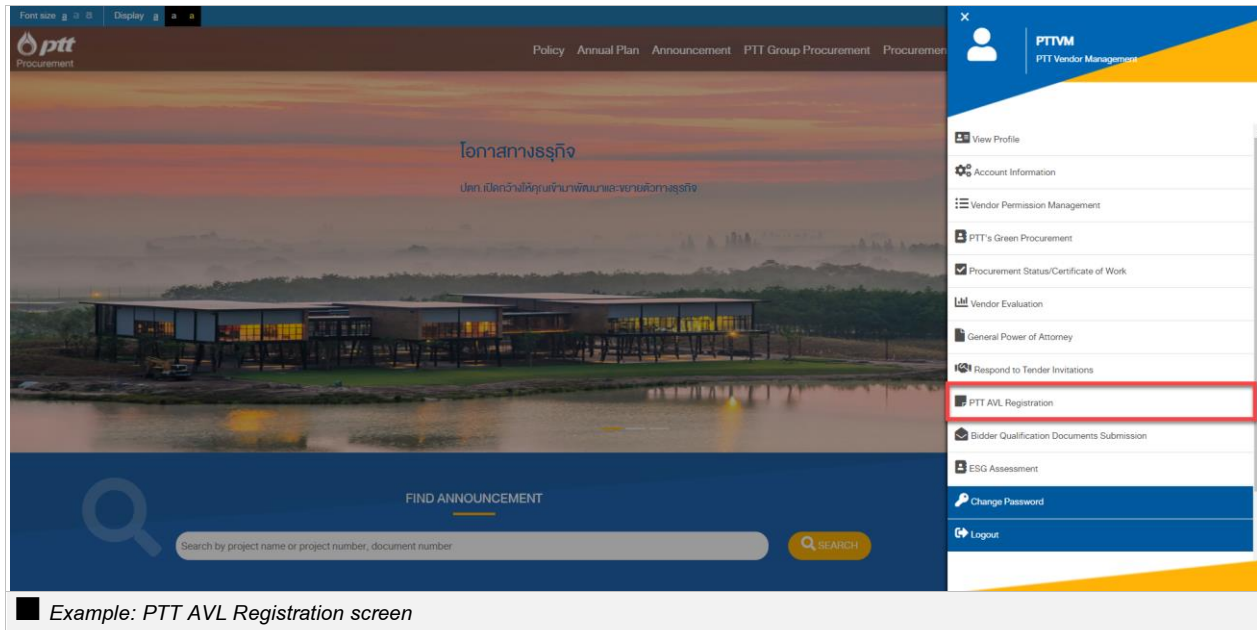 Font size a a a Display a a a
ptt
Procurement
Policy Annual Plan Announcement PTT Group Procurement Procuremen
PTTVM
PTT Vendor Management
โอกาสทางธุรกิจ
ปตท.เปิดกว้างให้คุณเข้ามาพัฒนาและขยายตัวทางธุรกิจ
View Profile
Account Information
Vendor Permission Management
PTT's Green Procurement
Procurement Status/Certificate of Work
Vendor Evaluation
General Power of Attorney
Respond to Tender Invitations
PTT AVL Registration
Bidder Qualification Documents Submission
ESG Assessment
Change Password
Logout
FIND ANNOUNCEMENT
Search by project name or project number, document number
SEARCH
Example: PTT AVL Registration screen